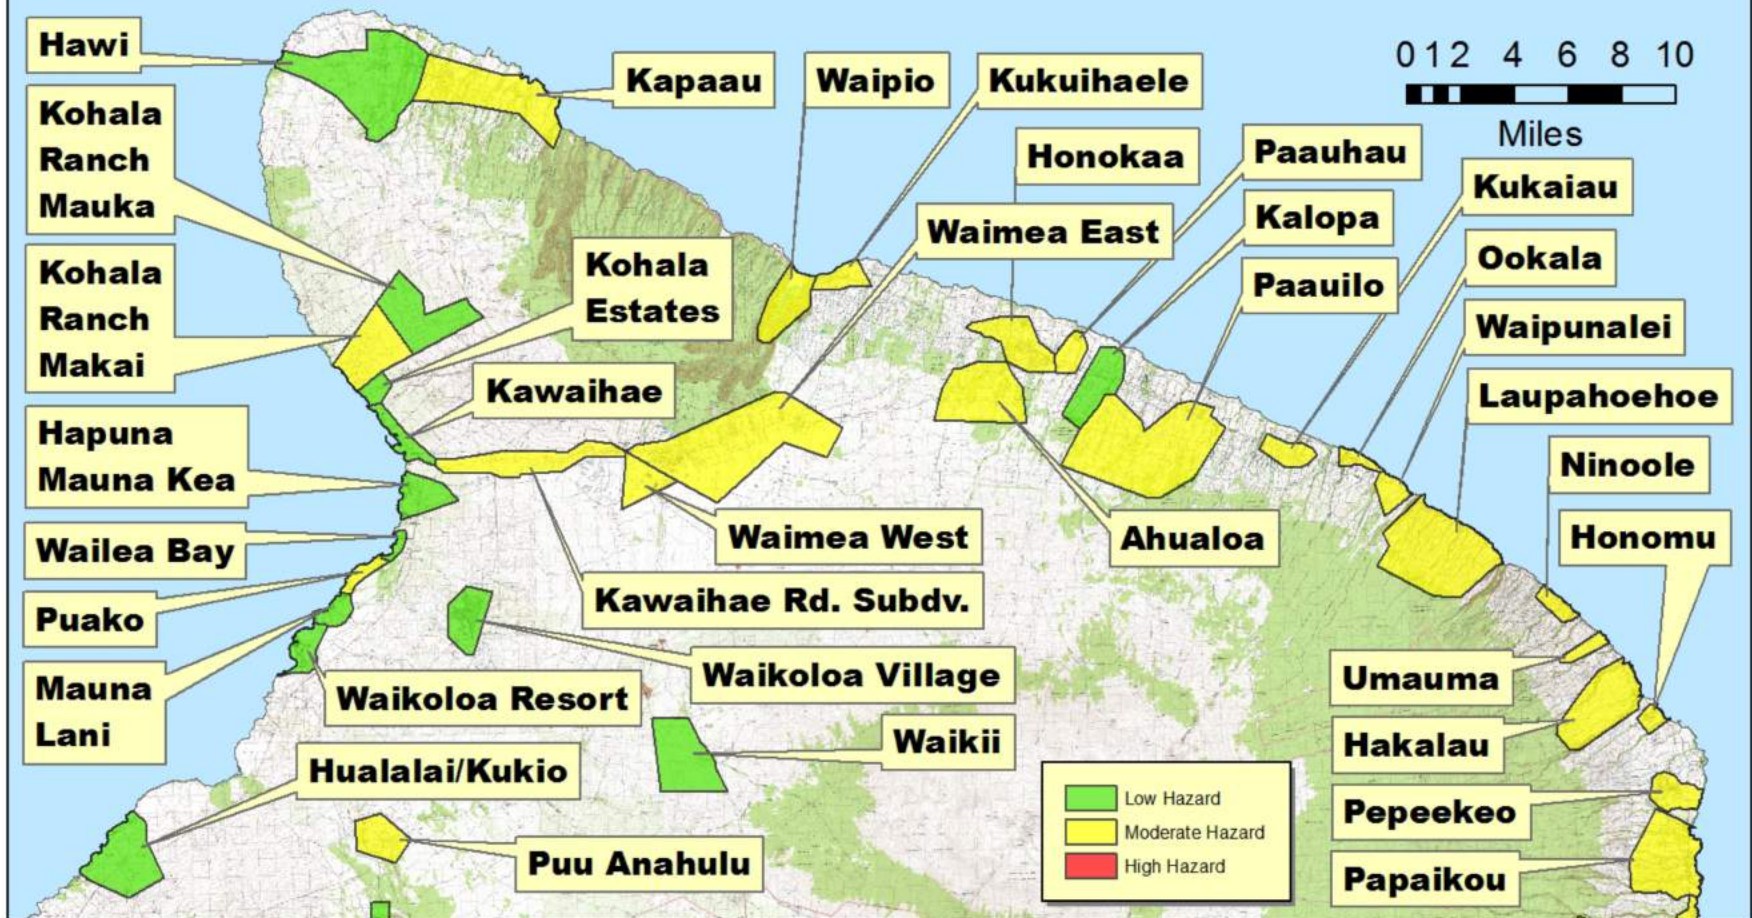 Hawi
Kapaau
Waipio
Kukuihaele
0 1 2 4 6 8 10
Miles
Kohala
Ranch
Mauka
Honokaa
Paauhau
Kukaiau
Waimea East
Kalopa
Kohala
Ranch
Makai
Kohala
Estates
Ookala
Paauilo
Waipunalei
Kawaihae
Laupahoehoe
Hapuna
Mauna Kea
Ninoole
Wailea Bay
Waimea West
Ahualoa
Honomu
Puako
Kawaihae Rd. Subdv.
Mauna
Lani
Waikoloa Resort
Waikoloa Village
Umauma
Waikii
Hakalau
Hualalai/Kukio
Low Hazard
Moderate Hazard
High Hazard
Pepeekeo
Puu Anahulu
Papaikou